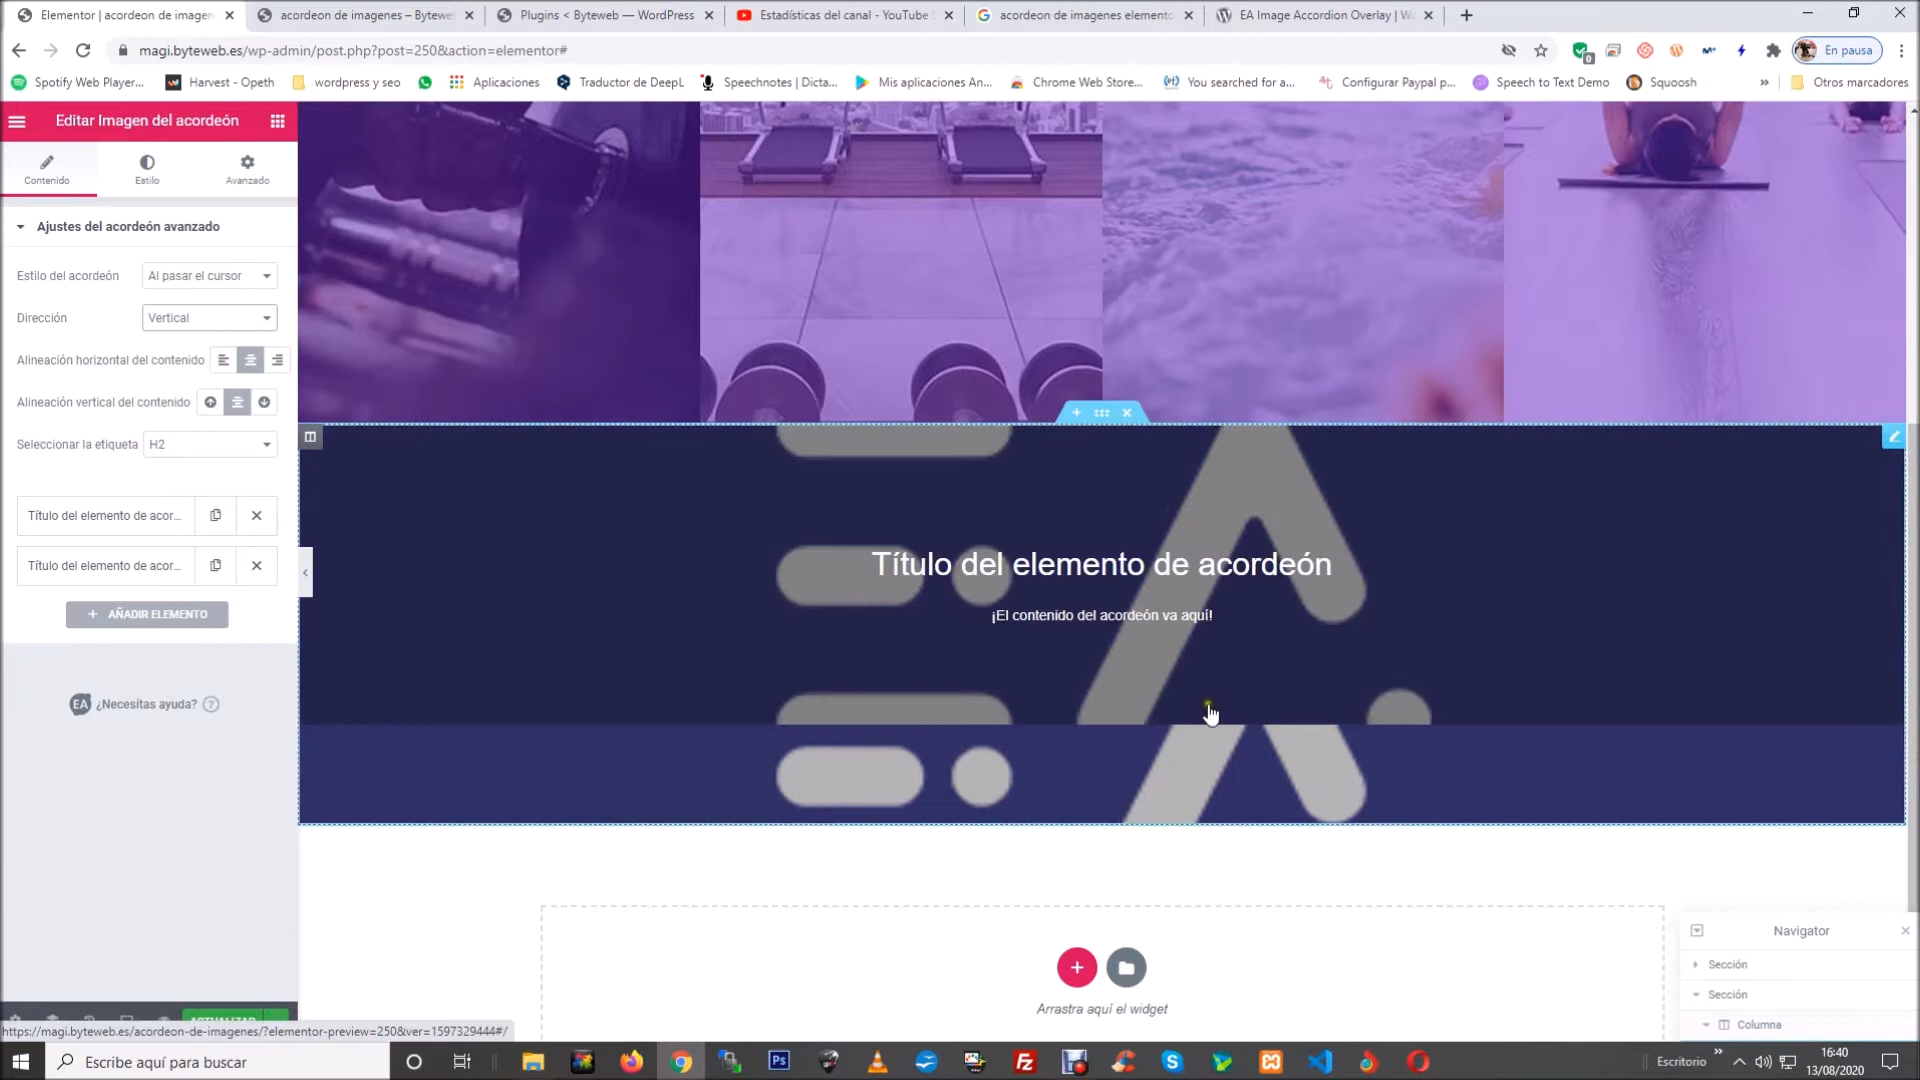 Elementor | acordeon de imagen
acordeon de imagenes – Bytewe
Plugins < Byteweb — WordPress
Estadísticas del canal - YouTube
acordeon de imagenes elemento
EA Image Accordion Overlay | W
magi.byteweb.es/wp-admin/post.php?post=250&action=elementor#
En pausa
Spotify Web Player...
Harvest - Opeth
wordpress y seo
Aplicaciones
Traductor de DeepL
Speechnotes | Dicta...
Mis aplicaciones An...
Chrome Web Store...
You searched for a...
Configurar Paypal p...
Speech to Text Demo
Squoosh
»
Otros marcadores
Editar Imagen del acordeón
Contenido
Estilo
Avanzado
Ajustes del acordeón avanzado
Estilo del acordeón
Al pasar el cursor
Dirección
Vertical
Alineación horizontal del contenido
Alineación vertical del contenido
Seleccionar la etiqueta
H2
Título del elemento de acor...
Título del elemento de acor...
+ AÑADIR ELEMENTO
EA ¿Necesitas ayuda? ?
Título del elemento de acordeón
¡El contenido del acordeón va aquí!
Arrastra aquí el widget
Navigator
Sección
Sección
Columna
ACTUALIZAR
https://magi.byteweb.es/acordeon-de-imagenes/?elementor-preview=250&ver=1597329444#/
Escribe aquí para buscar
Ps
Fz
Escritorio
»
16:40
13/08/2020